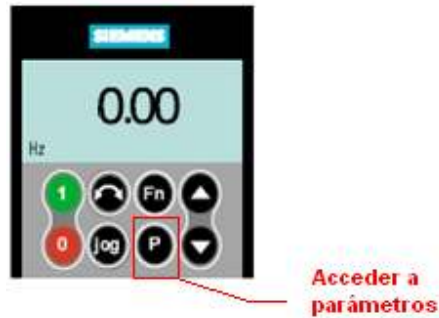 SIEMENS
0.00
Hz
1 Fn
0 jog P
Acceder a
parámetros